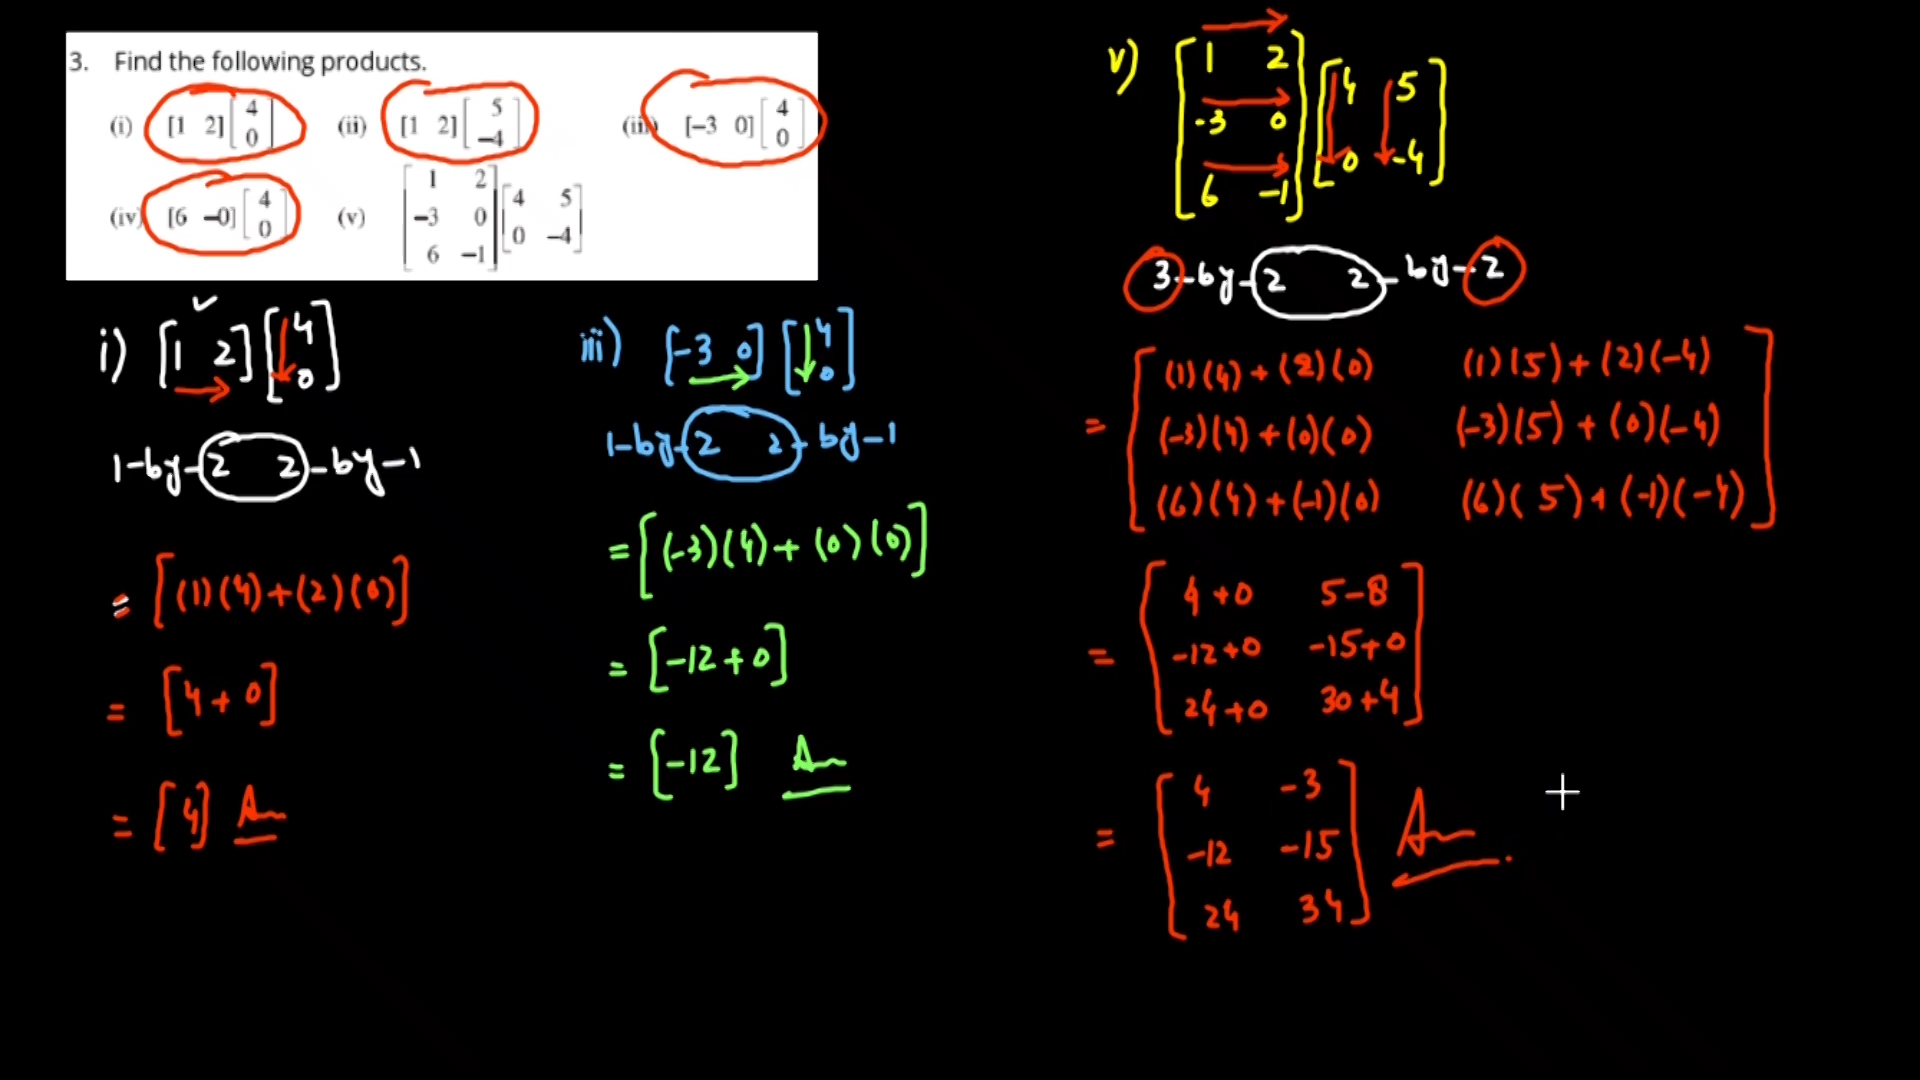 3. Find the following products.
(i) [1 2] [4 0] (ii) [1 2] [5 -4] (iii) [-3 0] [4 0]
(iv) [6 -0] [4 0] (v) [1 2 -3 0 6 -1] [4 5 0 -4]
i) [1 2] [4 0]
1-by-2 2-by-1
= [(1)(4)+(2)(0)]
= [4+0]
= [4] An
iii) [-3 0] [4 0]
1-by-2 2-by-1
= [(-3)(4)+(0)(0)]
= [-12+0]
= [-12] An
v) [1 2
-3 0
6 -1] [4 5
0 -4]
3-by-2 2-by-2
= [(1)(4)+(2)(0) (1)(5)+(2)(-4)
(-3)(4)+(0)(0) (-3)(5)+(0)(-4)
(6)(4)+(-1)(0) (6)(5)+(-1)(-4)]
= [4+0 5-8
-12+0 -15+0
24+0 30+4]
= [4 -3
-12 -15
24 34] An.